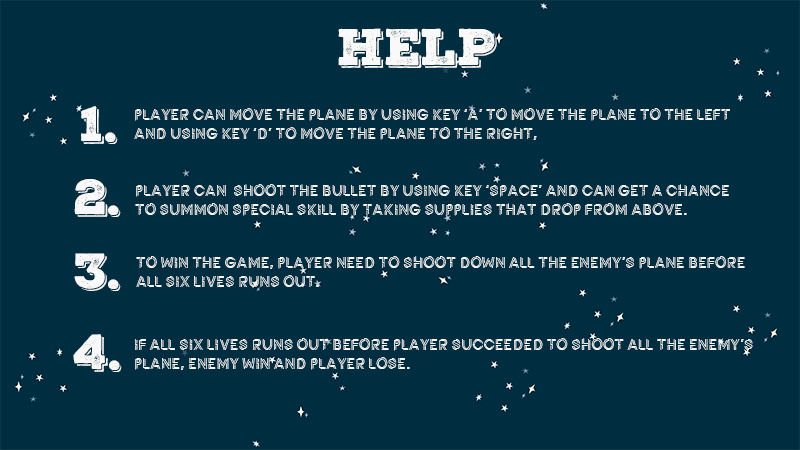 HELP
1. PLAYER CAN MOVE THE PLANE BY USING KEY 'A' TO MOVE THE PLANE TO THE LEFT
AND USING KEY 'D' TO MOVE THE PLANE TO THE RIGHT,
2. PLAYER CAN SHOOT THE BULLET BY USING KEY 'SPACE' AND CAN GET A CHANCE
TO SUMMON SPECIAL SKILL BY TAKING SUPPLIES THAT DROP FROM ABOVE.
3. TO WIN THE GAME, PLAYER NEED TO SHOOT DOWN ALL THE ENEMY'S PLANE BEFORE
ALL SIX LIVES RUNS OUT.
4. IF ALL SIX LIVES RUNS OUT BEFORE PLAYER SUCCEEDED TO SHOOT ALL THE ENEMY'S
PLANE, ENEMY WIN AND PLAYER LOSE.